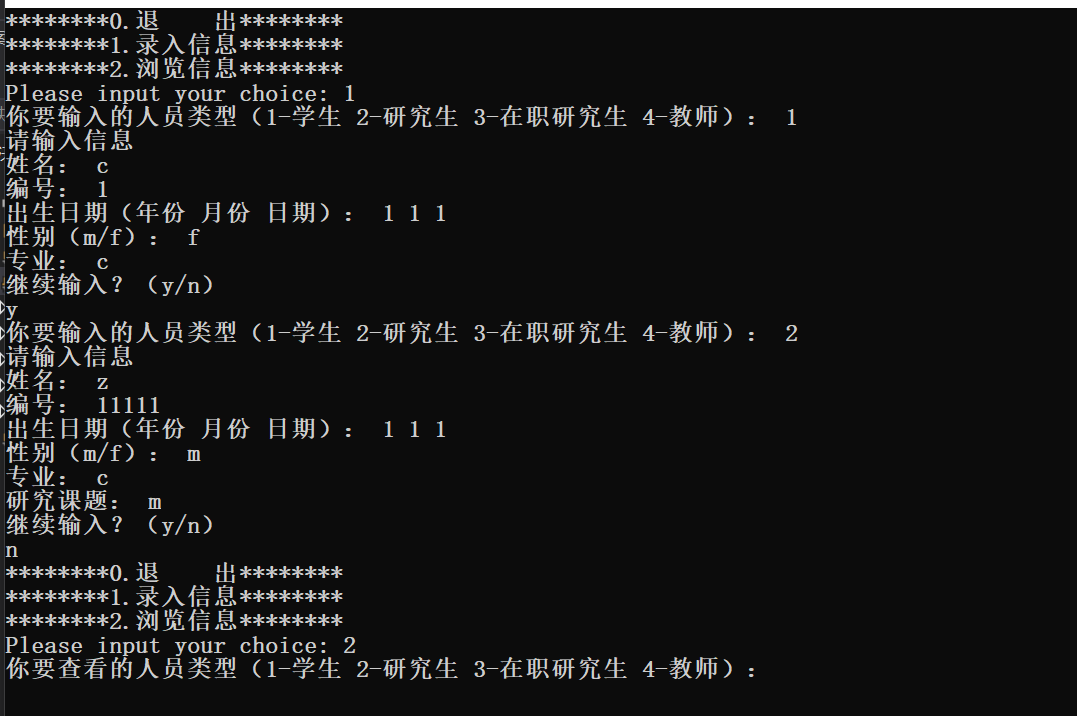 ********0.退    出********
********1.录入信息********
********2.浏览信息********
Please input your choice: 1
你要输入的人员类型（1-学生 2-研究生 3-在职研究生 4-教师）： 1
请输入信息
姓名： c
编号： 1
出生日期（年份 月份 日期）： 1 1 1
性别（m/f）： f
专业： c
继续输入？（y/n）
y
你要输入的人员类型（1-学生 2-研究生 3-在职研究生 4-教师）： 2
请输入信息
姓名： z
编号： 11111
出生日期（年份 月份 日期）： 1 1 1
性别（m/f）： m
专业： c
研究课题： m
继续输入？（y/n）
n
********0.退    出********
********1.录入信息********
********2.浏览信息********
Please input your choice: 2
你要查看的人员类型（1-学生 2-研究生 3-在职研究生 4-教师）：